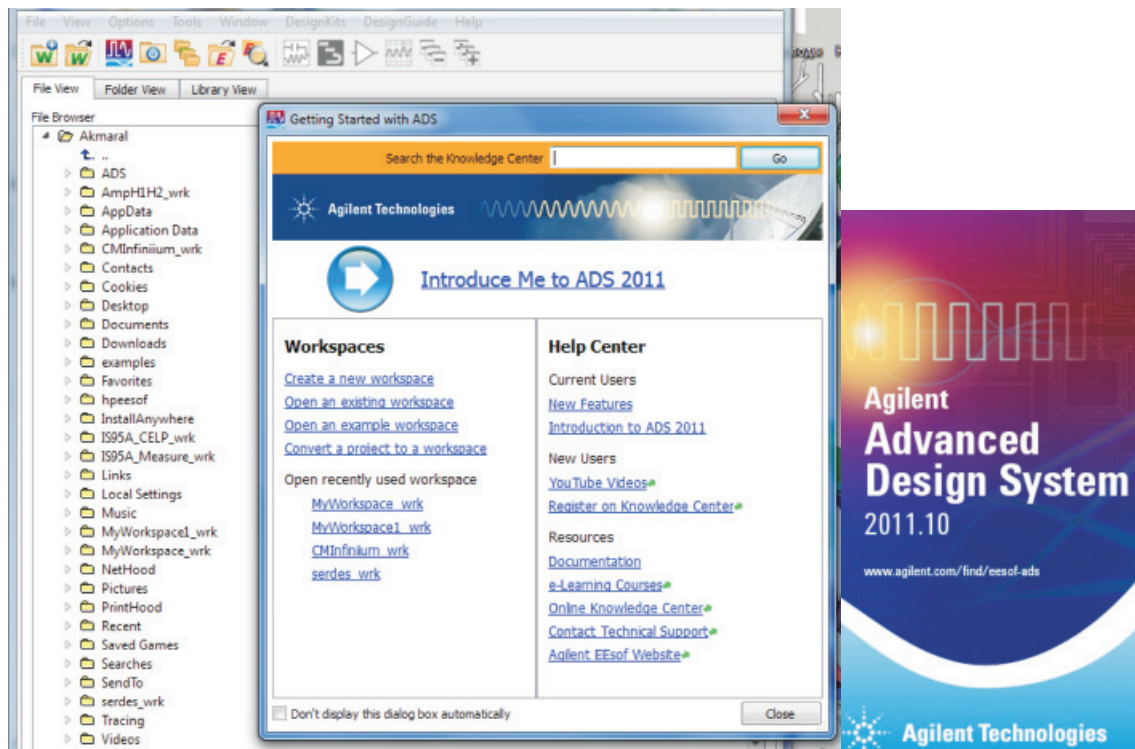 File View Options Tools Window DesignKits DesignGuide Help
File View Folder View Library View
File Browser
Akmaral
..
ADS
AmpH1H2_wrk
AppData
Application Data
CMInfiniium_wrk
Contacts
Cookies
Desktop
Documents
Downloads
examples
Favorites
hpeesof
InstallAnywhere
IS95A_CELP_wrk
IS95A_Measure_wrk
Links
Local Settings
Music
MyWorkspace1_wrk
MyWorkspace_wrk
NetHood
Pictures
PrintHood
Recent
Saved Games
Searches
SendTo
serdes_wrk
Tracing
Videos
Getting Started with ADS
Search the Knowledge Center Go
Agilent Technologies
Introduce Me to ADS 2011
Workspaces
Create a new workspace
Open an existing workspace
Open an example workspace
Convert a project to a workspace
Open recently used workspace
MyWorkspace_wrk
MyWorkspace1_wrk
CMInfiniium_wrk
serdes_wrk
Help Center
Current Users
New Features
Introduction to ADS 2011
New Users
YouTube Videos
Register on Knowledge Center
Resources
Documentation
e-Learning Courses
Online Knowledge Center
Contact Technical Support
Agilent EEsof Website
Don't display this dialog box automatically
Close
Agilent
Advanced
Design System
2011.10
www.agilent.com/find/eesof-ads
Agilent Technologies